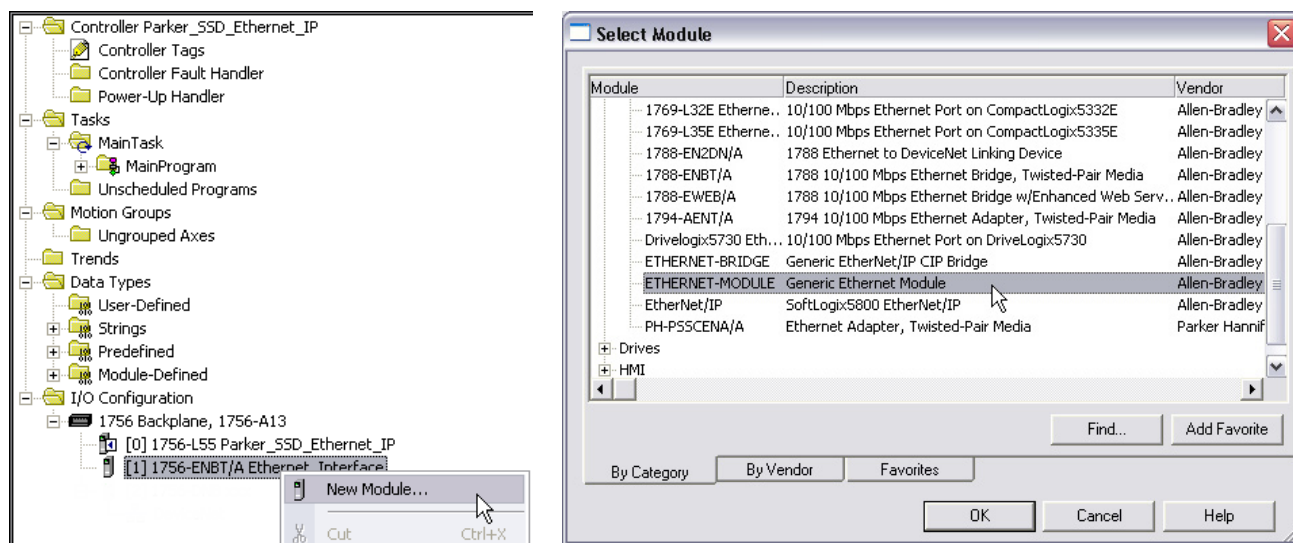 Controller Parker_SSD_Ethernet_IP
Controller Tags
Controller Fault Handler
Power-Up Handler
Tasks
MainTask
MainProgram
Unscheduled Programs
Motion Groups
Ungrouped Axes
Trends
Data Types
User-Defined
Strings
Predefined
Module-Defined
I/O Configuration
1756 Backplane, 1756-A13
[0] 1756-L55 Parker_SSD_Ethernet_IP
[1] 1756-ENBT/A Ethernet_Interface
New Module...
Cut Ctrl+X
Select Module
Module Description Vendor
1769-L32E Etherne.. 10/100 Mbps Ethernet Port on CompactLogix5332E Allen-Bradley
1769-L35E Etherne.. 10/100 Mbps Ethernet Port on CompactLogix5335E Allen-Bradley
1788-EN2DN/A 1788 Ethernet to DeviceNet Linking Device Allen-Bradley
1788-ENBT/A 1788 10/100 Mbps Ethernet Bridge, Twisted-Pair Media Allen-Bradley
1788-EWEB/A 1788 10/100 Mbps Ethernet Bridge w/Enhanced Web Serv.. Allen-Bradley
1794-AENT/A 1794 10/100 Mbps Ethernet Adapter, Twisted-Pair Media Allen-Bradley
Drivelogix5730 Eth... 10/100 Mbps Ethernet Port on DriveLogix5730 Allen-Bradley
ETHERNET-BRIDGE Generic EtherNet/IP CIP Bridge Allen-Bradley
ETHERNET-MODULE Generic Ethernet Module Allen-Bradley
EtherNet/IP SoftLogix5800 EtherNet/IP Allen-Bradley
PH-PSSCENA/A Ethernet Adapter, Twisted-Pair Media Parker Hannif
Drives
HMI
Find... Add Favorite
By Category By Vendor Favorites
OK Cancel Help